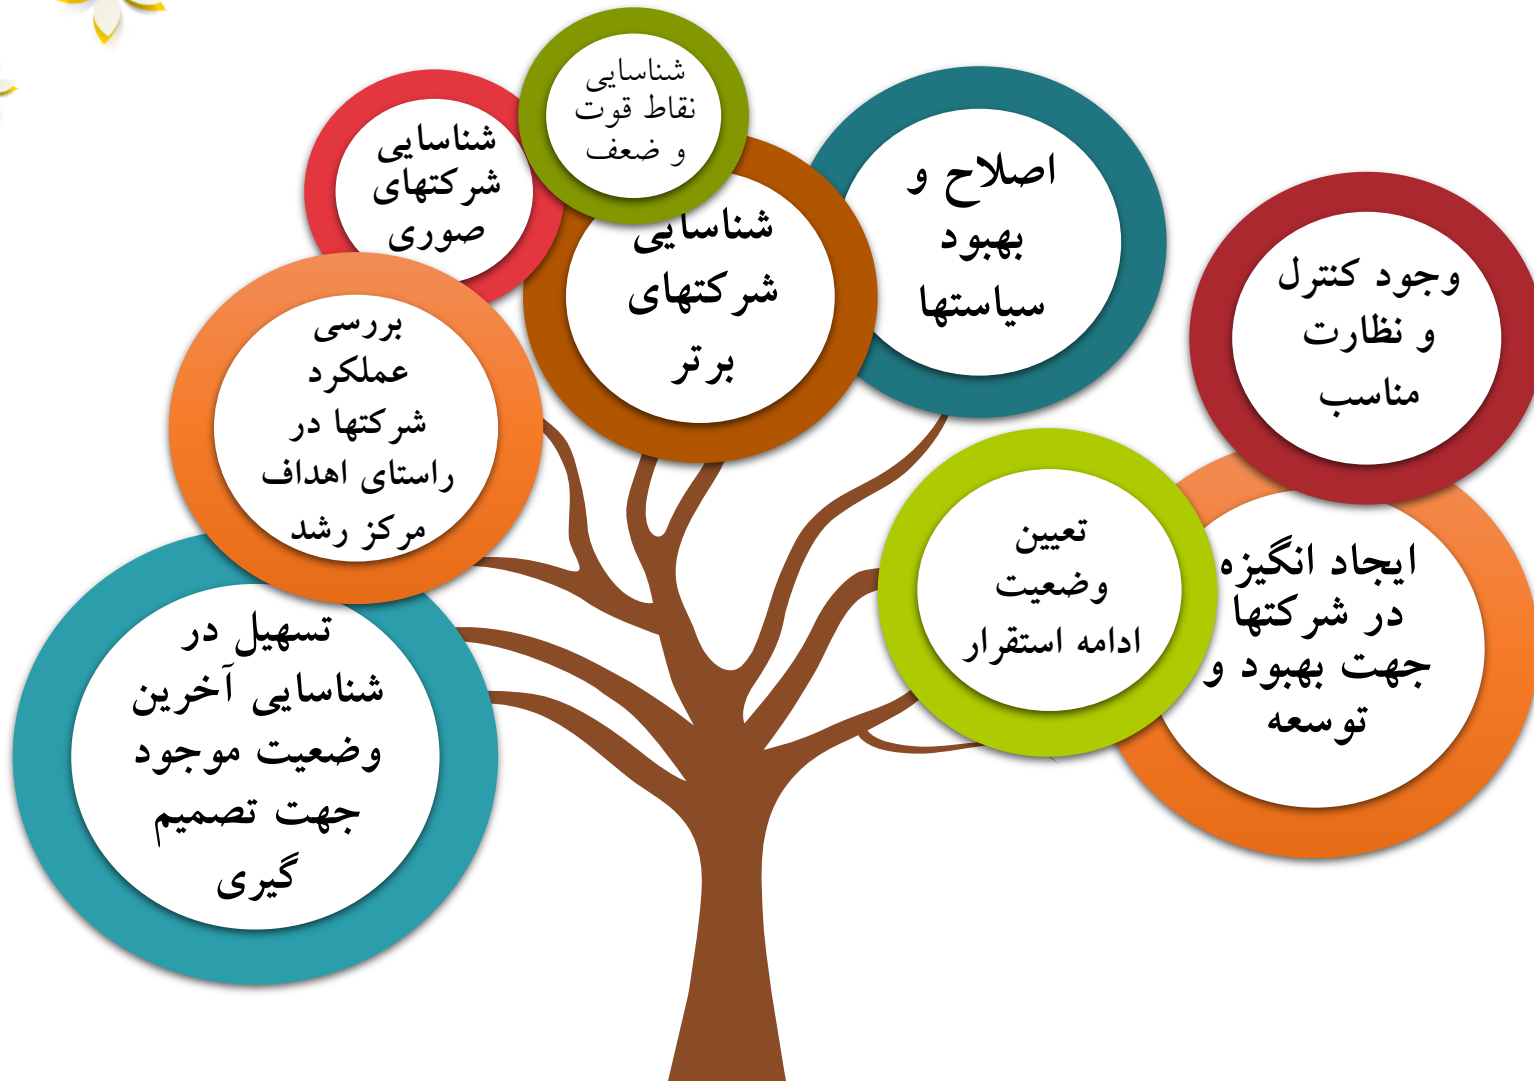 شناسایی
نقاط قوت
و ضعف
شناسایی
شرکتهای
صوری
شناسایی
شرکتهای
برتر
اصلاح و
بهبود
سیاستها
وجود کنترل
و نظارت
مناسب
بررسی
عملکرد
شرکتها در
راستای اهداف
مرکز رشد
تعیین
وضعیت
ادامه استقرار
ایجاد انگیزه
در شرکتها
جهت بهبود و
توسعه
تسهیل در
شناسایی آخرین
وضعیت موجود
جهت تصمیم
گیری